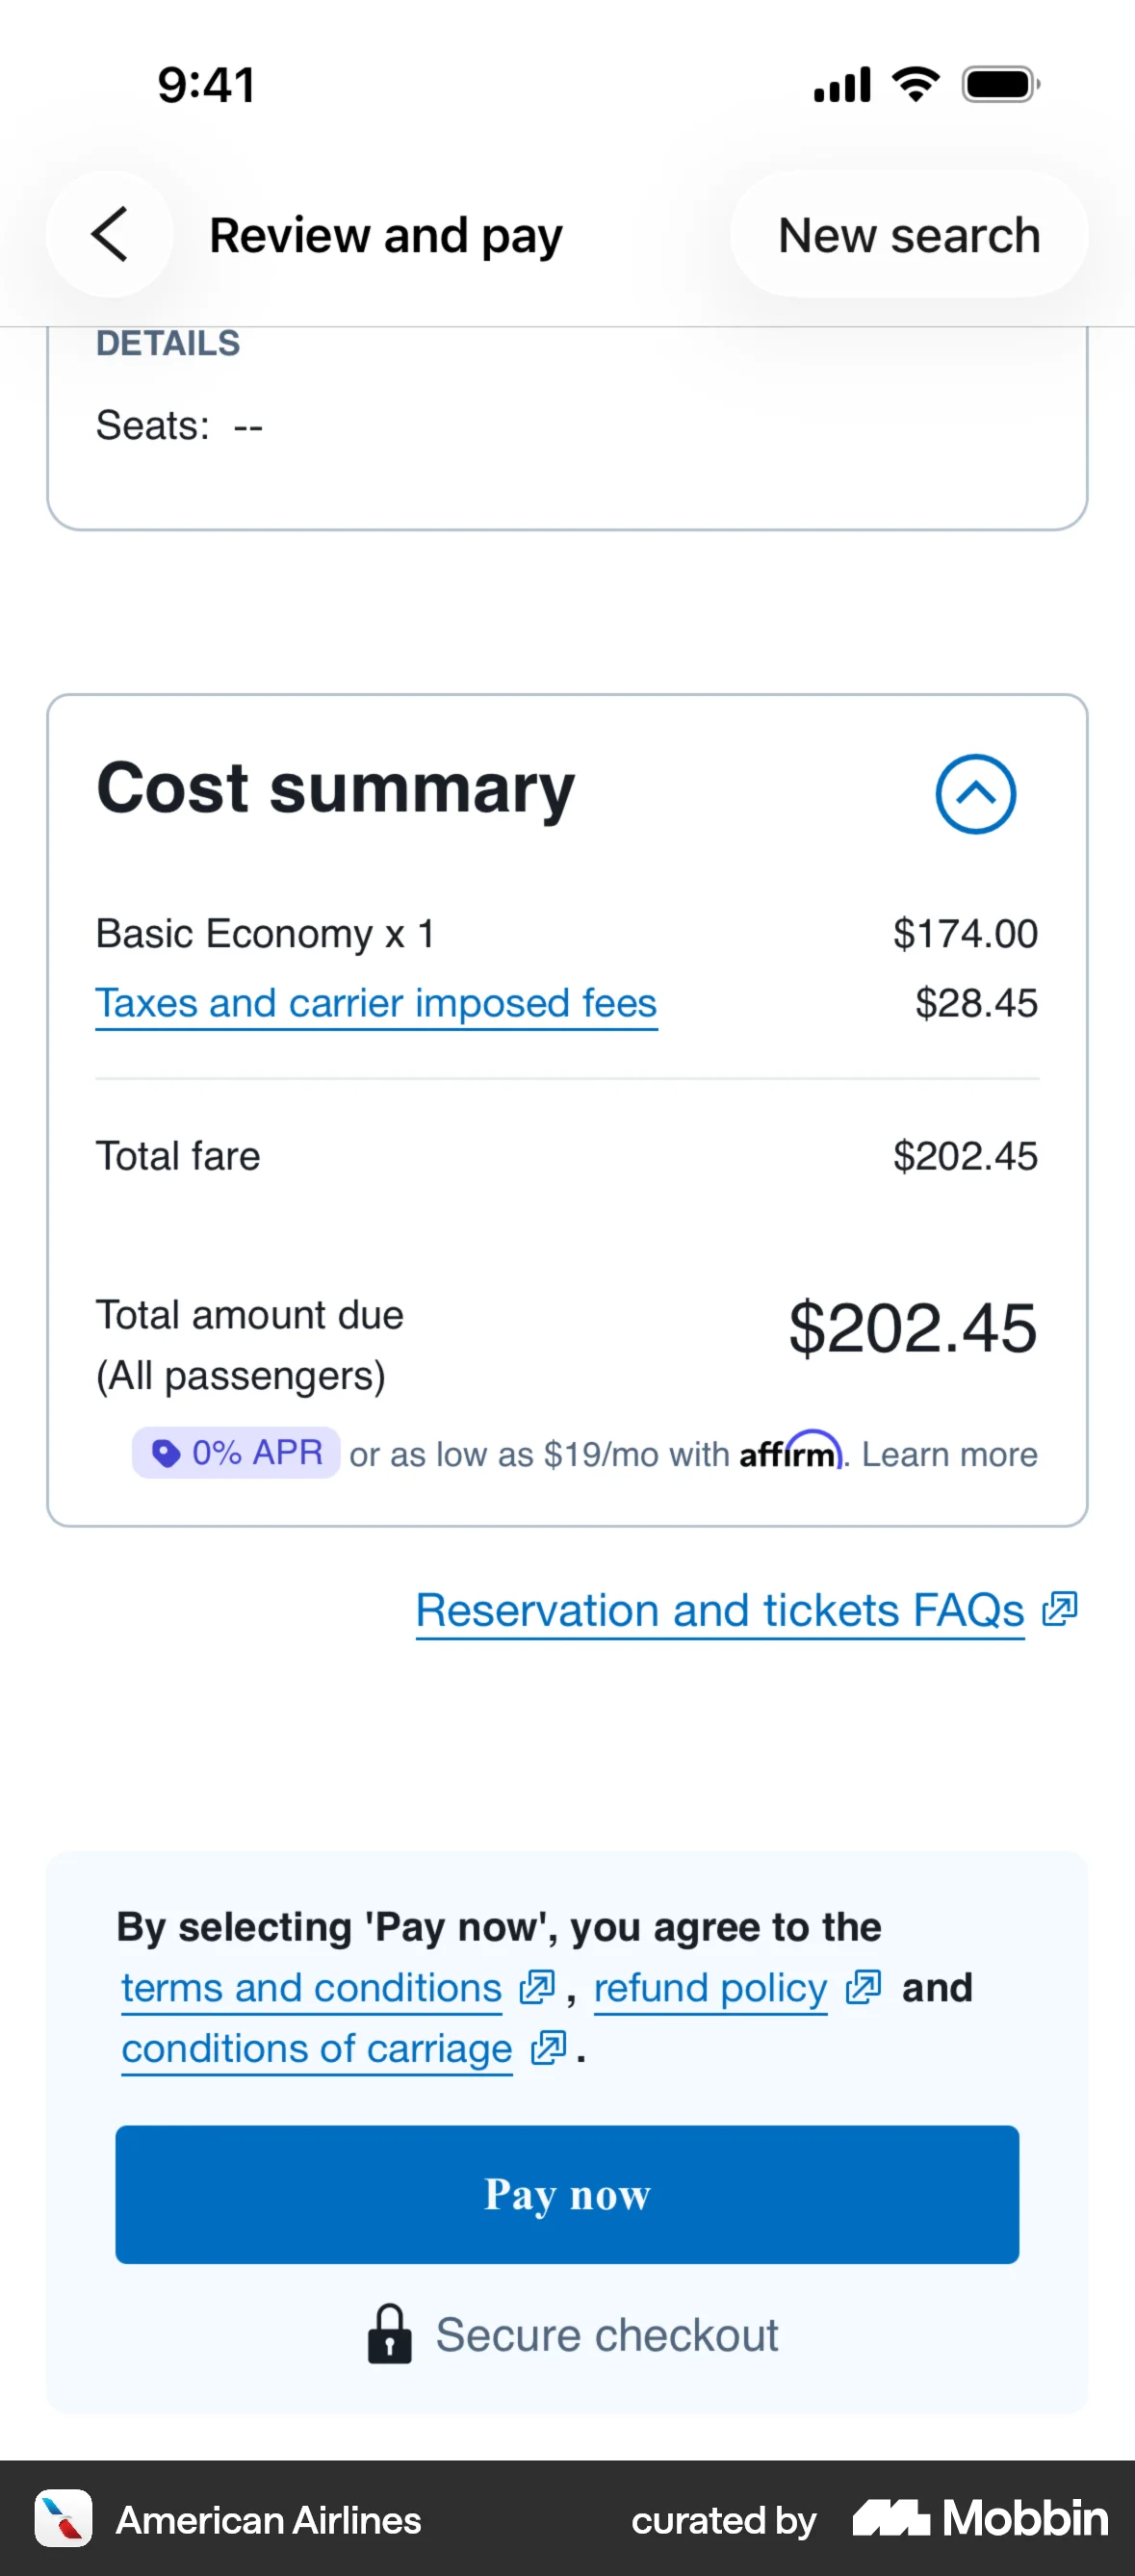 9:41
Review and pay
New search
DETAILS
Seats: --
Cost summary
Basic Economy x 1 $174.00
Taxes and carrier imposed fees $28.45
Total fare $202.45
Total amount due $202.45
(All passengers)
0% APR or as low as $19/mo with affirm. Learn more
Reservation and tickets FAQs
By selecting 'Pay now', you agree to the
terms and conditions , refund policy and
conditions of carriage .
Pay now
Secure checkout
American Airlines
curated by Mobbin